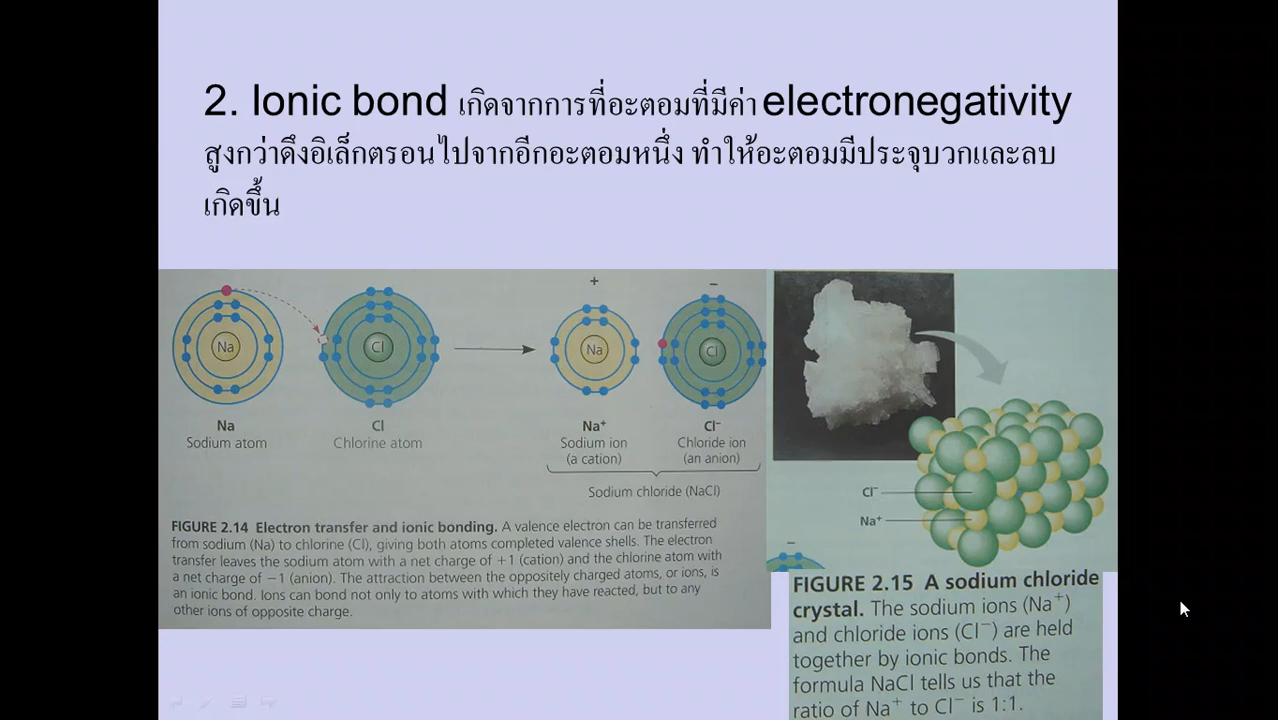 2. Ionic bond เกิดจากการที่อะตอมที่มีค่า electronegativity
สูงกว่าดึงอิเล็กตรอนไปจากอีกอะตอมหนึ่ง ทำให้อะตอมมีประจุบวกและลบ
เกิดขึ้น
Na
Cl
Na
Sodium atom
Cl
Chlorine atom
+
Na
−
Cl
Na⁺
Sodium ion
(a cation)
Cl⁻
Chloride ion
(an anion)
Sodium chloride (NaCl)
FIGURE 2.14 Electron transfer and ionic bonding. A valence electron can be transferred
from sodium (Na) to chlorine (Cl), giving both atoms completed valence shells. The electron
transfer leaves the sodium atom with a net charge of +1 (cation) and the chlorine atom with
a net charge of −1 (anion). The attraction between the oppositely charged atoms, or ions, is
an ionic bond. Ions can bond not only to atoms with which they have reacted, but to any
other ions of opposite charge.
Cl⁻
Na⁺
−
FIGURE 2.15 A sodium chloride
crystal. The sodium ions (Na⁺)
and chloride ions (Cl⁻) are held
together by ionic bonds. The
formula NaCl tells us that the
ratio of Na⁺ to Cl⁻ is 1:1.